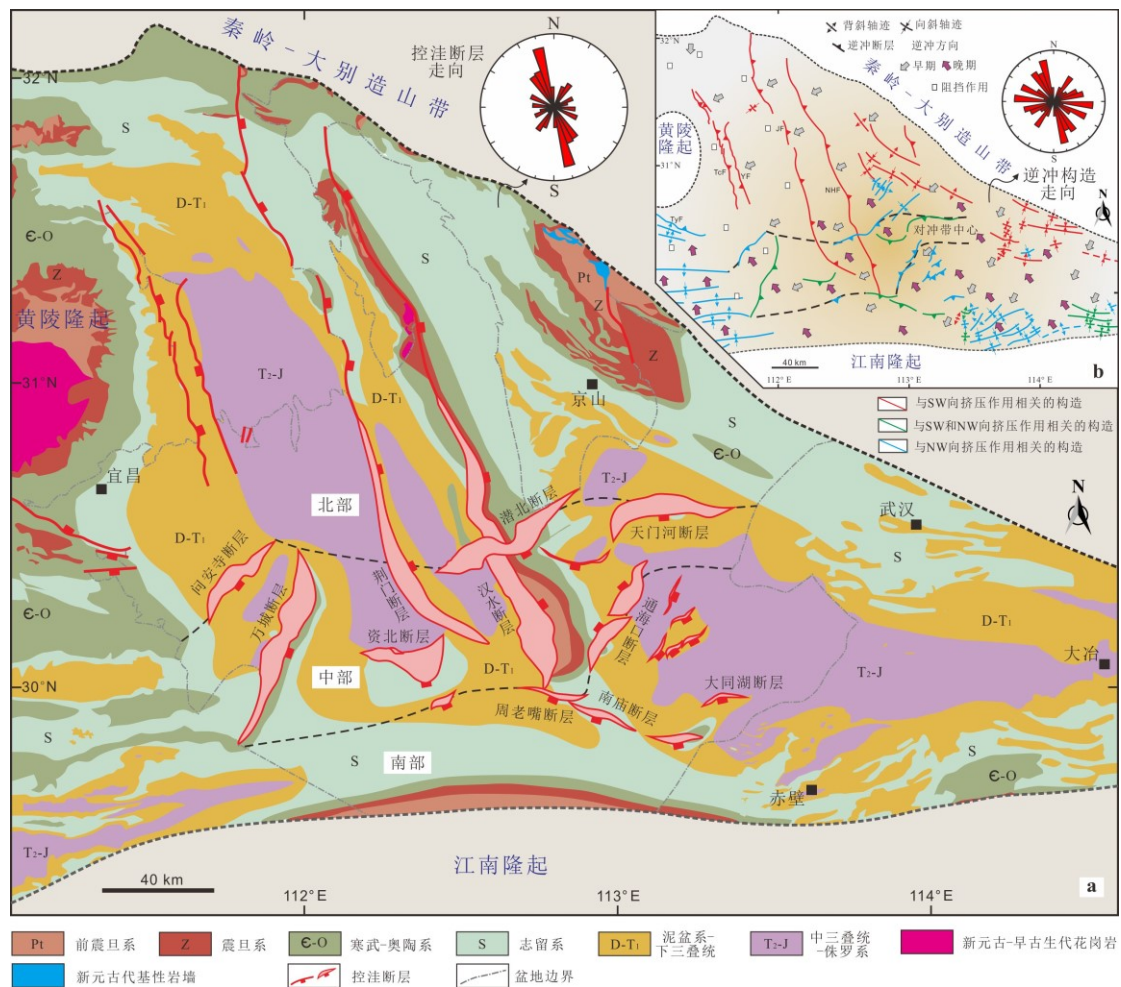 控洼断层
走向
N
S
秦岭-大别造山带
32°N
31°N
30°N
112°E
113°E
114°E
S
D-T₁
Є-O
Z
黄陵隆起
T₂-J
D-T₁
S
Pt
Z
Z
京山
S
Є-O
宜昌
北部
T₂-J
潜北断层
天门河断层
武汉
S
N
D-T₁
问安寺断层
万城断层
荆门断层
汉水断层
通海口断层
资北断层
Є-O
中部
D-T₁
D-T₁
T₂-J
大冶
大同湖断层
周老嘴断层
南庙断层
S
S
南部
赤壁
Є-O
T₂-J
江南隆起
40 km
a
背斜轴迹 向斜轴迹
逆冲断层 逆冲方向
早期 晚期
阻挡作用
32°N
秦岭-大别造山带
黄陵隆起
31°N
JF
TcF
YF
NHF
TyF
逆冲构造
走向
N
对冲带中心
40 km
江南隆起
b
112°E
113°E
114°E
与SW向挤压作用相关的构造
与SW和NW向挤压作用相关的构造
与NW向挤压作用相关的构造
Pt 前震旦系
Z 震旦系
Є-O 寒武-奥陶系
S 志留系
D-T₁ 泥盆系-下三叠统
T₂-J 中三叠统-侏罗系
新元古-早古生代花岗岩
新元古代基性岩墙
控洼断层
盆地边界